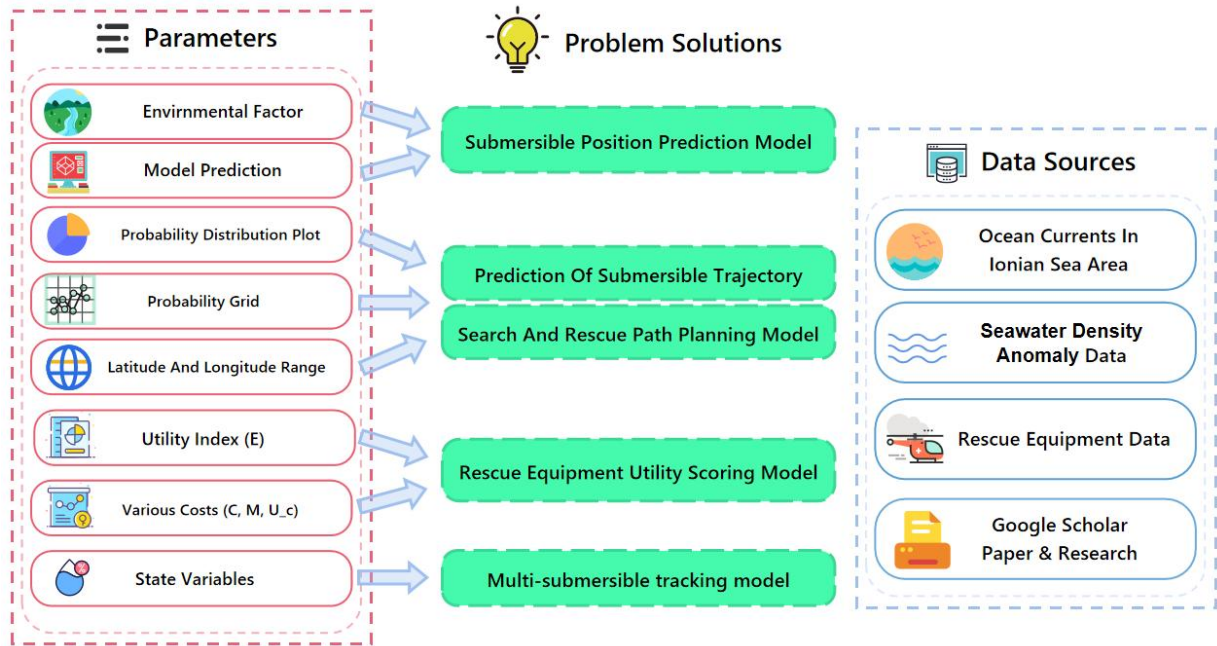 Parameters
Envirnmental Factor
Model Prediction
Probability Distribution Plot
Probability Grid
Latitude And Longitude Range
Utility Index (E)
Various Costs (C, M, U_c)
State Variables
Problem Solutions
Submersible Position Prediction Model
Prediction Of Submersible Trajectory
Search And Rescue Path Planning Model
Rescue Equipment Utility Scoring Model
Multi-submersible tracking model
Data Sources
Ocean Currents In
Ionian Sea Area
Seawater Density
Anomaly Data
Rescue Equipment Data
Google Scholar
Paper & Research